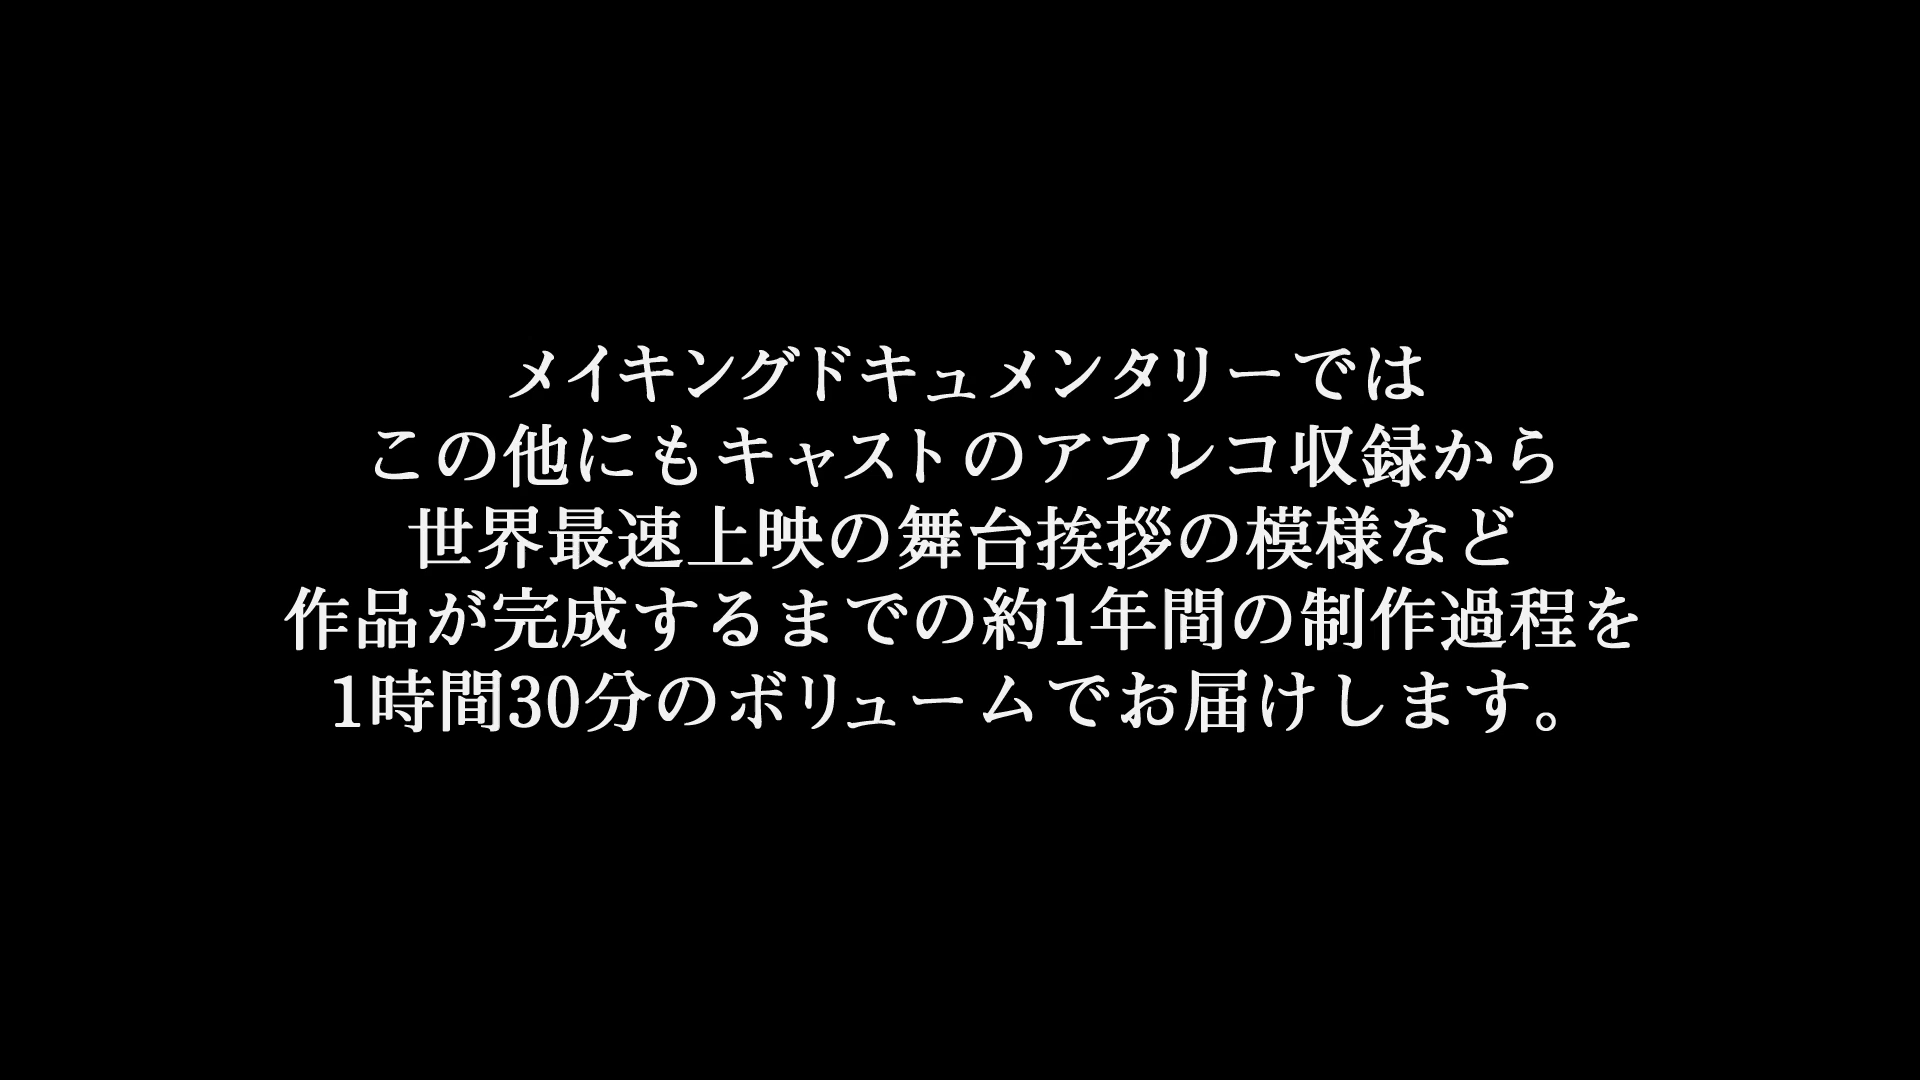 メイキングドキュメンタリーでは
この他にもキャストのアフレコ収録から
世界最速上映の舞台挨拶の模様など
作品が完成するまでの約1年間の制作過程を
1時間30分のボリュームでお届けします。